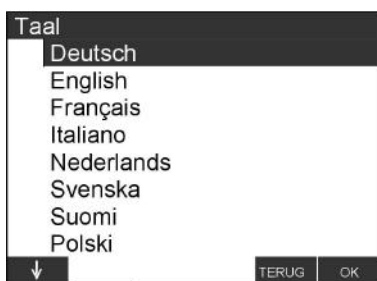 Taal
Deutsch
English
Français
Italiano
Nederlands
Svenska
Suomi
Polski
TERUG OK